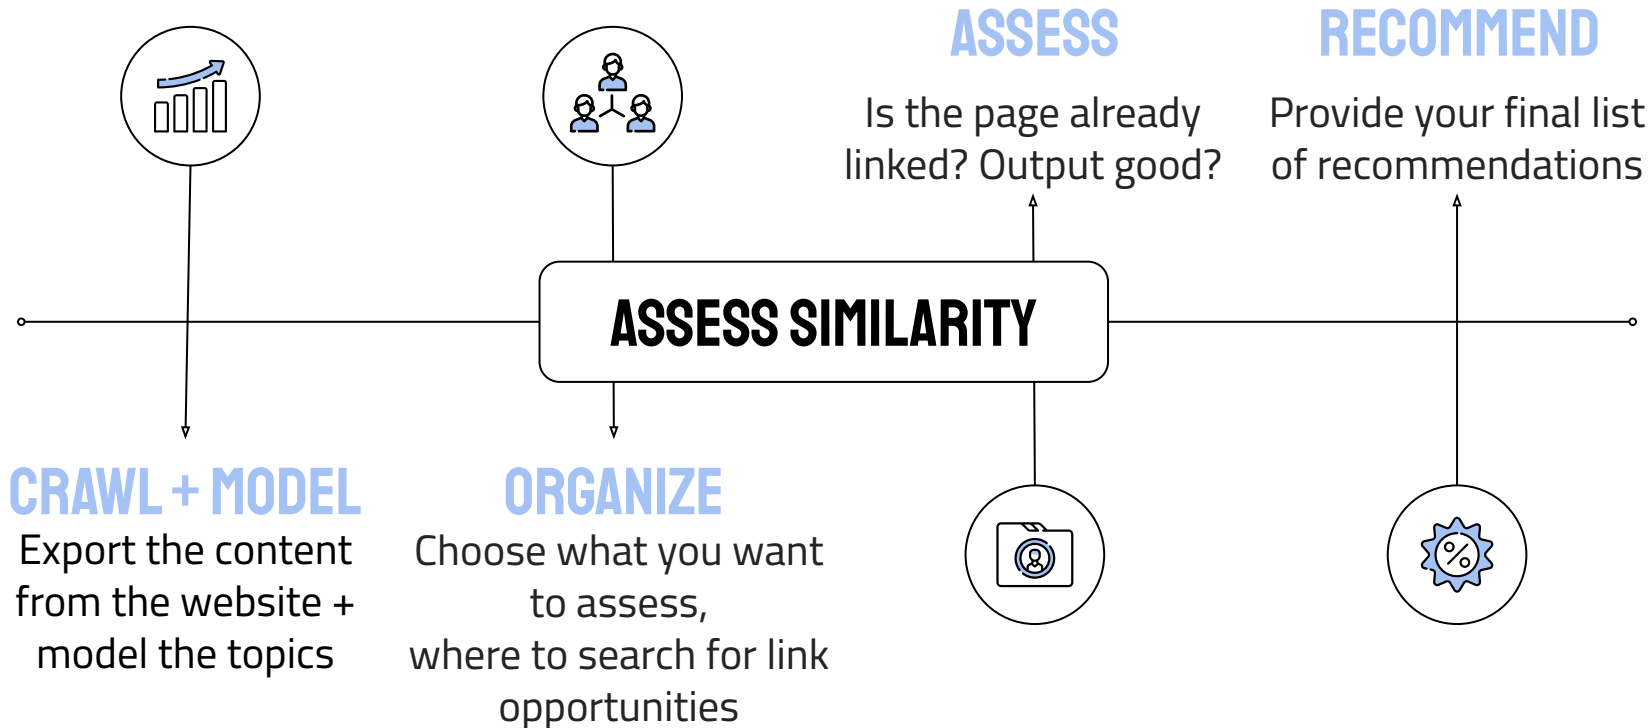 CRAWL + MODEL
Export the content
from the website +
model the topics
ORGANIZE
Choose what you want
to assess,
where to search for link
opportunities
ASSESS SIMILARITY
ASSESS
Is the page already
linked? Output good?
RECOMMEND
Provide your final list
of recommendations
%